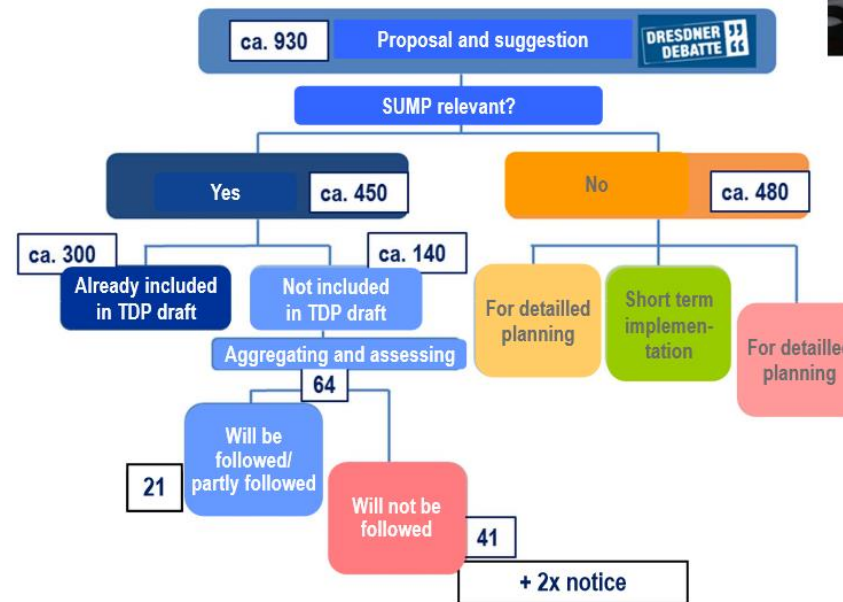 ca. 930
Proposal and suggestion
DRESDNER
DEBATTE
SUMP relevant?
Yes
ca. 450
No
ca. 480
ca. 300
Already included
in TDP draft
ca. 140
Not included
in TDP draft
For detailled
planning
Short term
implemen-
tation
For detailled
planning
Aggregating and assessing
64
Will be
followed/
partly followed
21
Will not be
followed
41
+ 2x notice